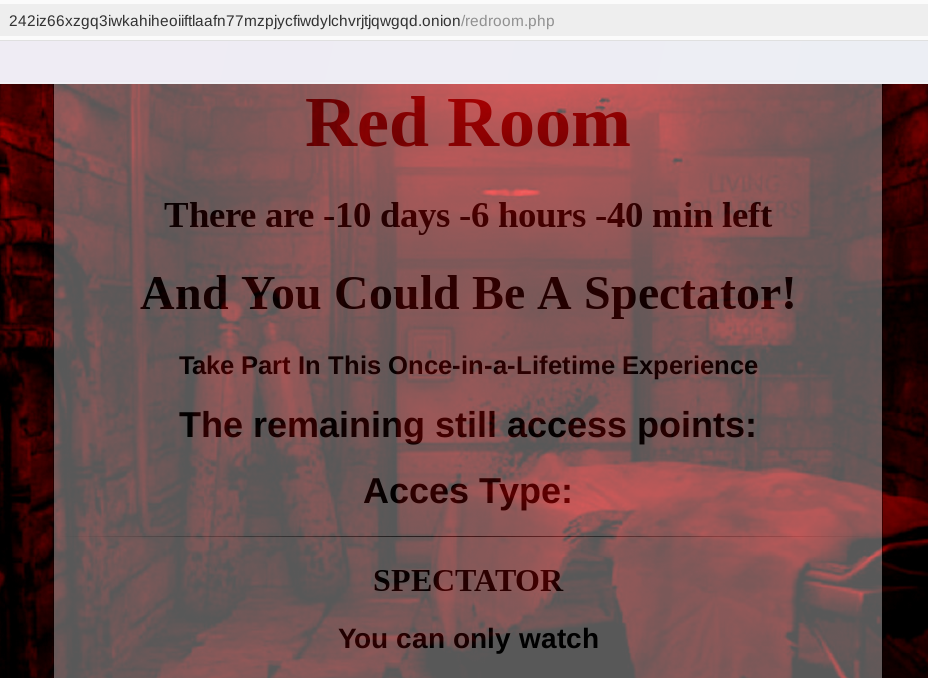 242iz66xzgq3iwkahiheoiiftlaafn77mzpjycfiwdylchvrjtjqwgqd.onion/redroom.php
Red Room
LIVING
There are -10 days -6 hours -40 min left
And You Could Be A Spectator!
Take Part In This Once-in-a-Lifetime Experience
The remaining still access points:
Acces Type:
SPECTATOR
You can only watch